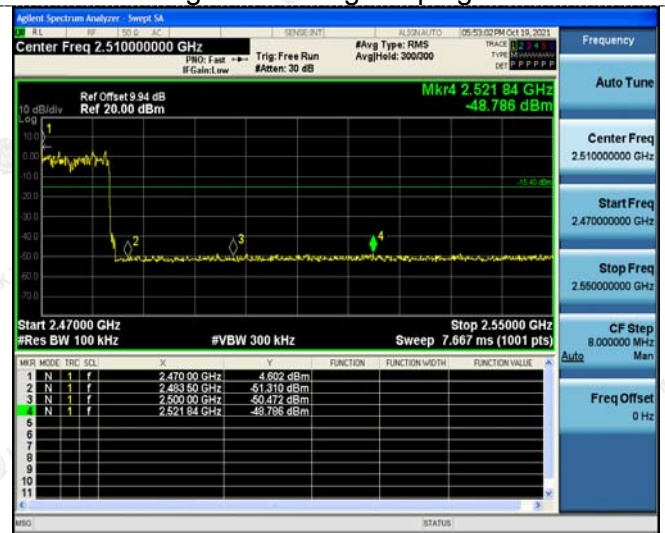 Agilent Spectrum Analyzer - Swept SA
RL RF 50 Ω AC SENSE:INT ALIGN AUTO 05:53:02 PM Oct 19, 2021
Center Freq 2.510000000 GHz
PNO: Fast
IFGain:Low
Trig: Free Run
#Atten: 30 dB
#Avg Type: RMS
Avg|Hold: 300/300
TRACE 1 2 3 4 5 6
TYPE
DET P P P P P P
Ref Offset 9.94 dB
10 dB/div Ref 20.00 dBm
Log
Mkr4 2.521 84 GHz
-48.786 dBm
10.0
0.00
-10.0
-20.0
-30.0
-40.0
-50.0
-60.0
-70.0
1
2
3
4
-15.40 dBm
Start 2.47000 GHz Stop 2.55000 GHz
#Res BW 100 kHz #VBW 300 kHz Sweep 7.667 ms (1001 pts)
MKR MODE TRC SCL X Y FUNCTION FUNCTION WIDTH FUNCTION VALUE
1 N 1 f 2.470 00 GHz 4.602 dBm
2 N 1 f 2.483 50 GHz -51.310 dBm
3 N 1 f 2.500 00 GHz -50.472 dBm
4 N 1 f 2.521 84 GHz -48.786 dBm
5
6
7
8
9
10
11
MSG STATUS
Frequency
Auto Tune
Center Freq
2.510000000 GHz
Start Freq
2.470000000 GHz
Stop Freq
2.550000000 GHz
CF Step
8.000000 MHz
Auto Man
Freq Offset
0 Hz